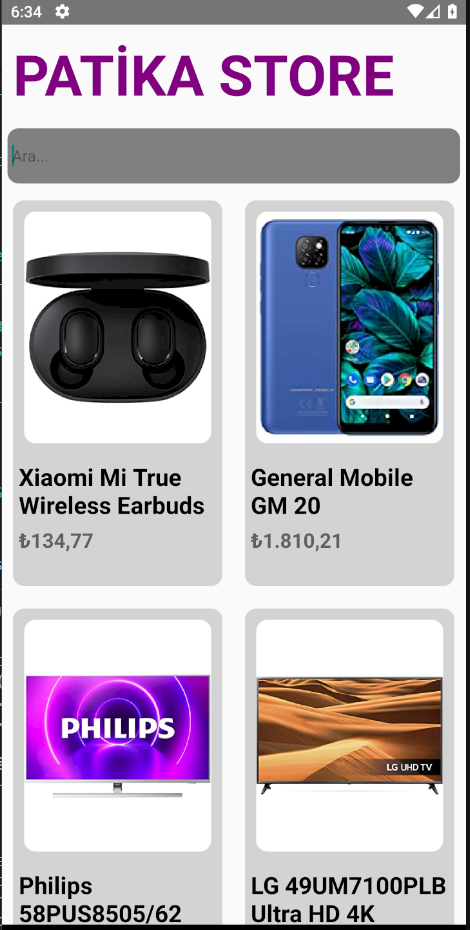 6:34
PATİKA STORE
Ara...
Xiaomi Mi True
Wireless Earbuds
₺134,77
General Mobile
GM 20
₺1.810,21
PHILIPS
LG UHD TV
Philips
58PUS8505/62
LG 49UM7100PLB
Ultra HD 4K